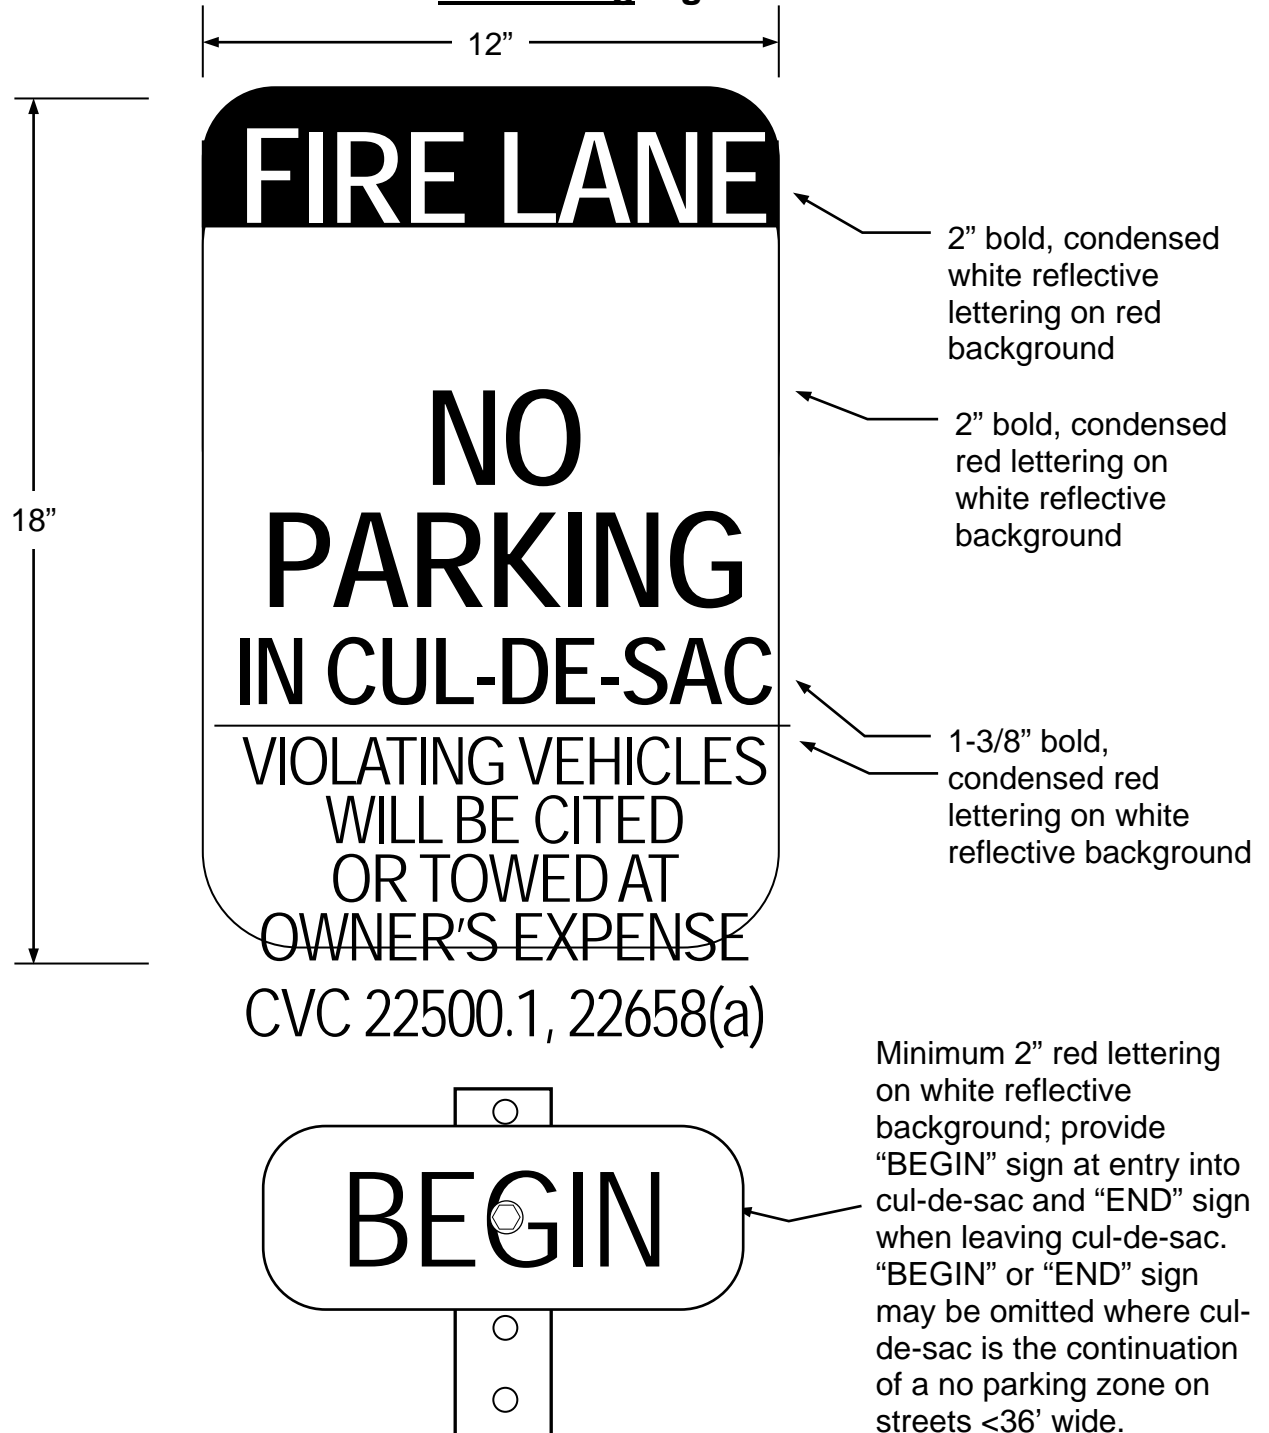 12”
FIRE LANE
2” bold, condensed
white reflective
lettering on red
background
NO
PARKING
IN CUL-DE-SAC
2” bold, condensed
red lettering on
white reflective
background
18”
VIOLATING VEHICLES
WILL BE CITED
OR TOWED AT
OWNER’S EXPENSE
CVC 22500.1, 22658(a)
1-3/8” bold,
condensed red
lettering on white
reflective background
BEGIN
Minimum 2” red lettering
on white reflective
background; provide
“BEGIN” sign at entry into
cul-de-sac and “END” sign
when leaving cul-de-sac.
“BEGIN” or “END” sign
may be omitted where cul-
de-sac is the continuation
of a no parking zone on
streets <36’ wide.